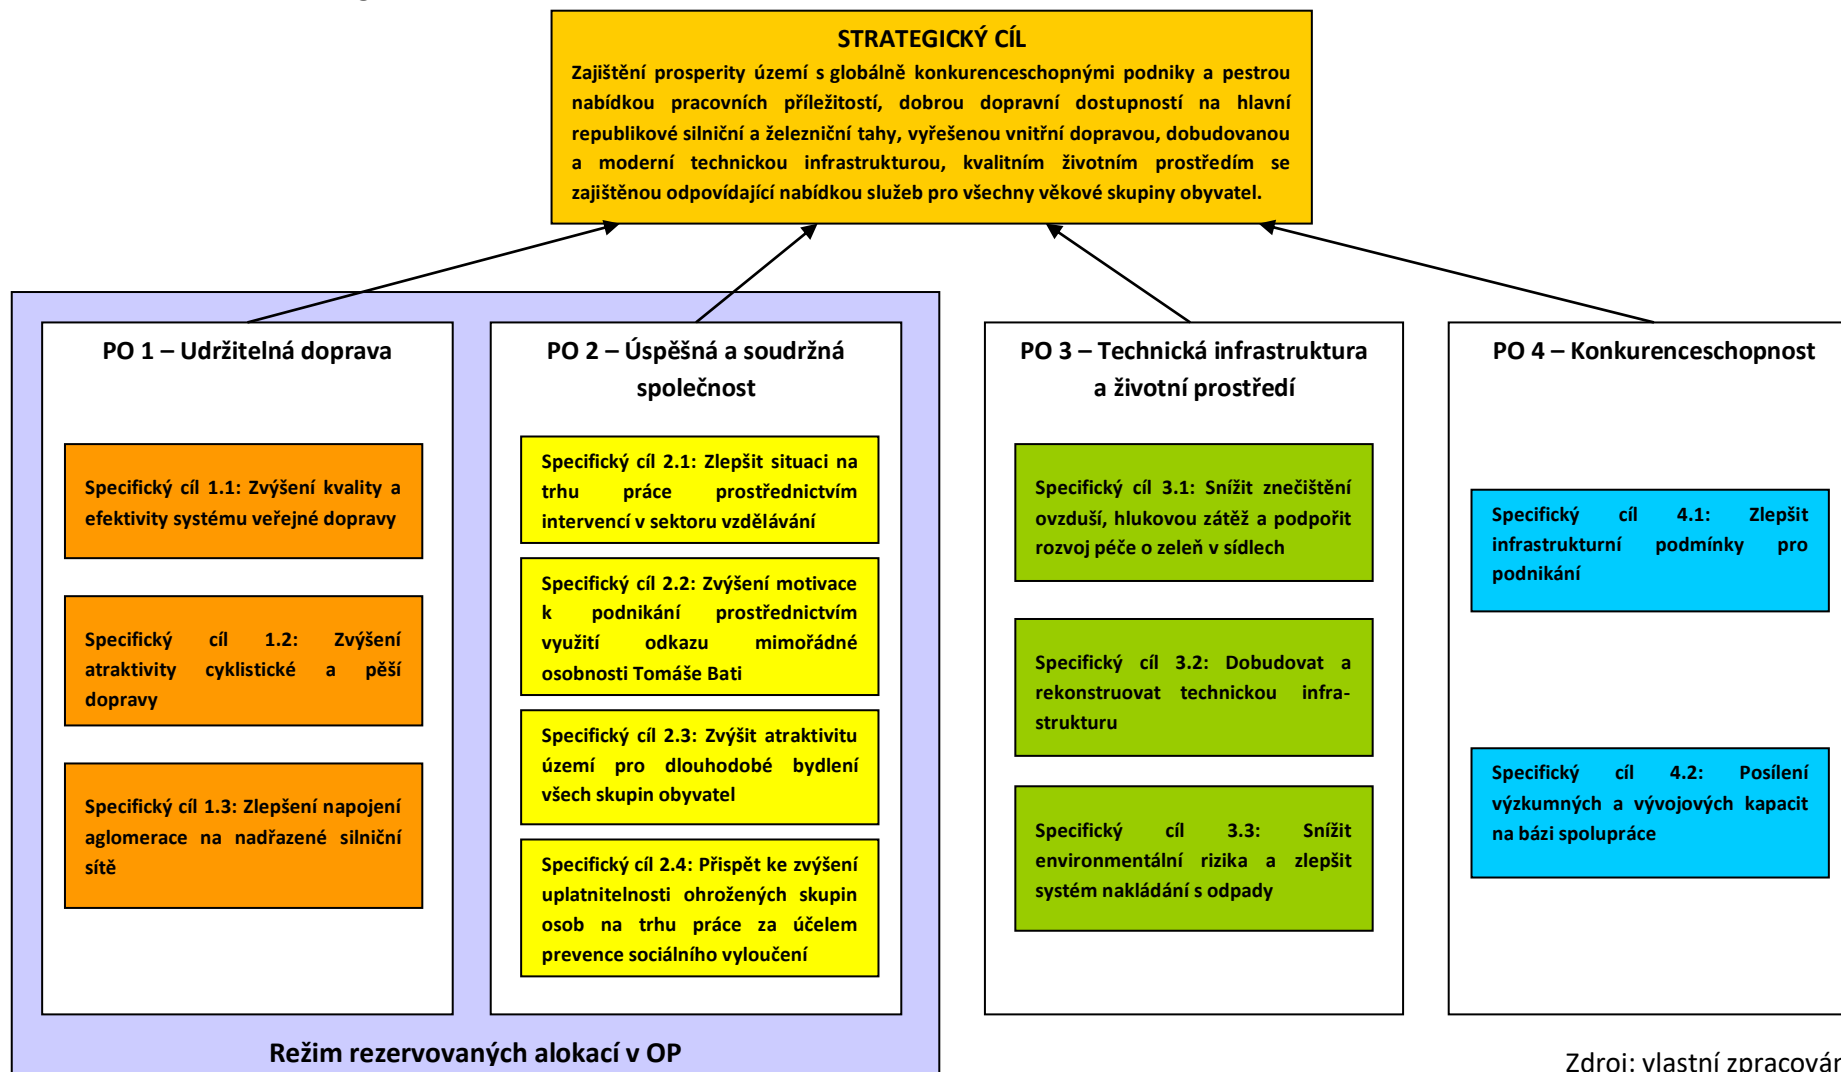 STRATEGICKÝ CÍL
Zajištění prosperity území s globálně konkurenceschopnými podniky a pestrou
nabídkou pracovních příležitostí, dobrou dopravní dostupností na hlavní
republikové silniční a železniční tahy, vyřešenou vnitřní dopravou, dobudovanou
a moderní technickou infrastrukturou, kvalitním životním prostředím se
zajištěnou odpovídající nabídkou služeb pro všechny věkové skupiny obyvatel.
PO 1 – Udržitelná doprava
Specifický cíl 1.1: Zvýšení kvality a
efektivity systému veřejné dopravy
Specifický cíl 1.2: Zvýšení
atraktivity cyklistické a pěší
dopravy
Specifický cíl 1.3: Zlepšení napojení
aglomerace na nadřazené silniční
sítě
PO 2 – Úspěšná a soudržná
společnost
Specifický cíl 2.1: Zlepšit situaci na
trhu práce prostřednictvím
intervencí v sektoru vzdělávání
Specifický cíl 2.2: Zvýšení motivace
k podnikání prostřednictvím
využití odkazu mimořádné
osobnosti Tomáše Bati
Specifický cíl 2.3: Zvýšit atraktivitu
území pro dlouhodobé bydlení
všech skupin obyvatel
Specifický cíl 2.4: Přispět ke zvýšení
uplatnitelnosti ohrožených skupin
osob na trhu práce za účelem
prevence sociálního vyloučení
Režim rezervovaných alokací v OP
PO 3 – Technická infrastruktura
a životní prostředí
Specifický cíl 3.1: Snížit znečištění
ovzduší, hlukovou zátěž a podpořit
rozvoj péče o zeleň v sídlech
Specifický cíl 3.2: Dobudovat a
rekonstruovat technickou infra-
strukturu
Specifický cíl 3.3: Snížit
environmentální rizika a zlepšit
systém nakládání s odpady
PO 4 – Konkurenceschopnost
Specifický cíl 4.1: Zlepšit
infrastrukturní podmínky pro
podnikání
Specifický cíl 4.2: Posílení
výzkumných a vývojových kapacit
na bázi spolupráce
Zdroj: vlastní zpracován